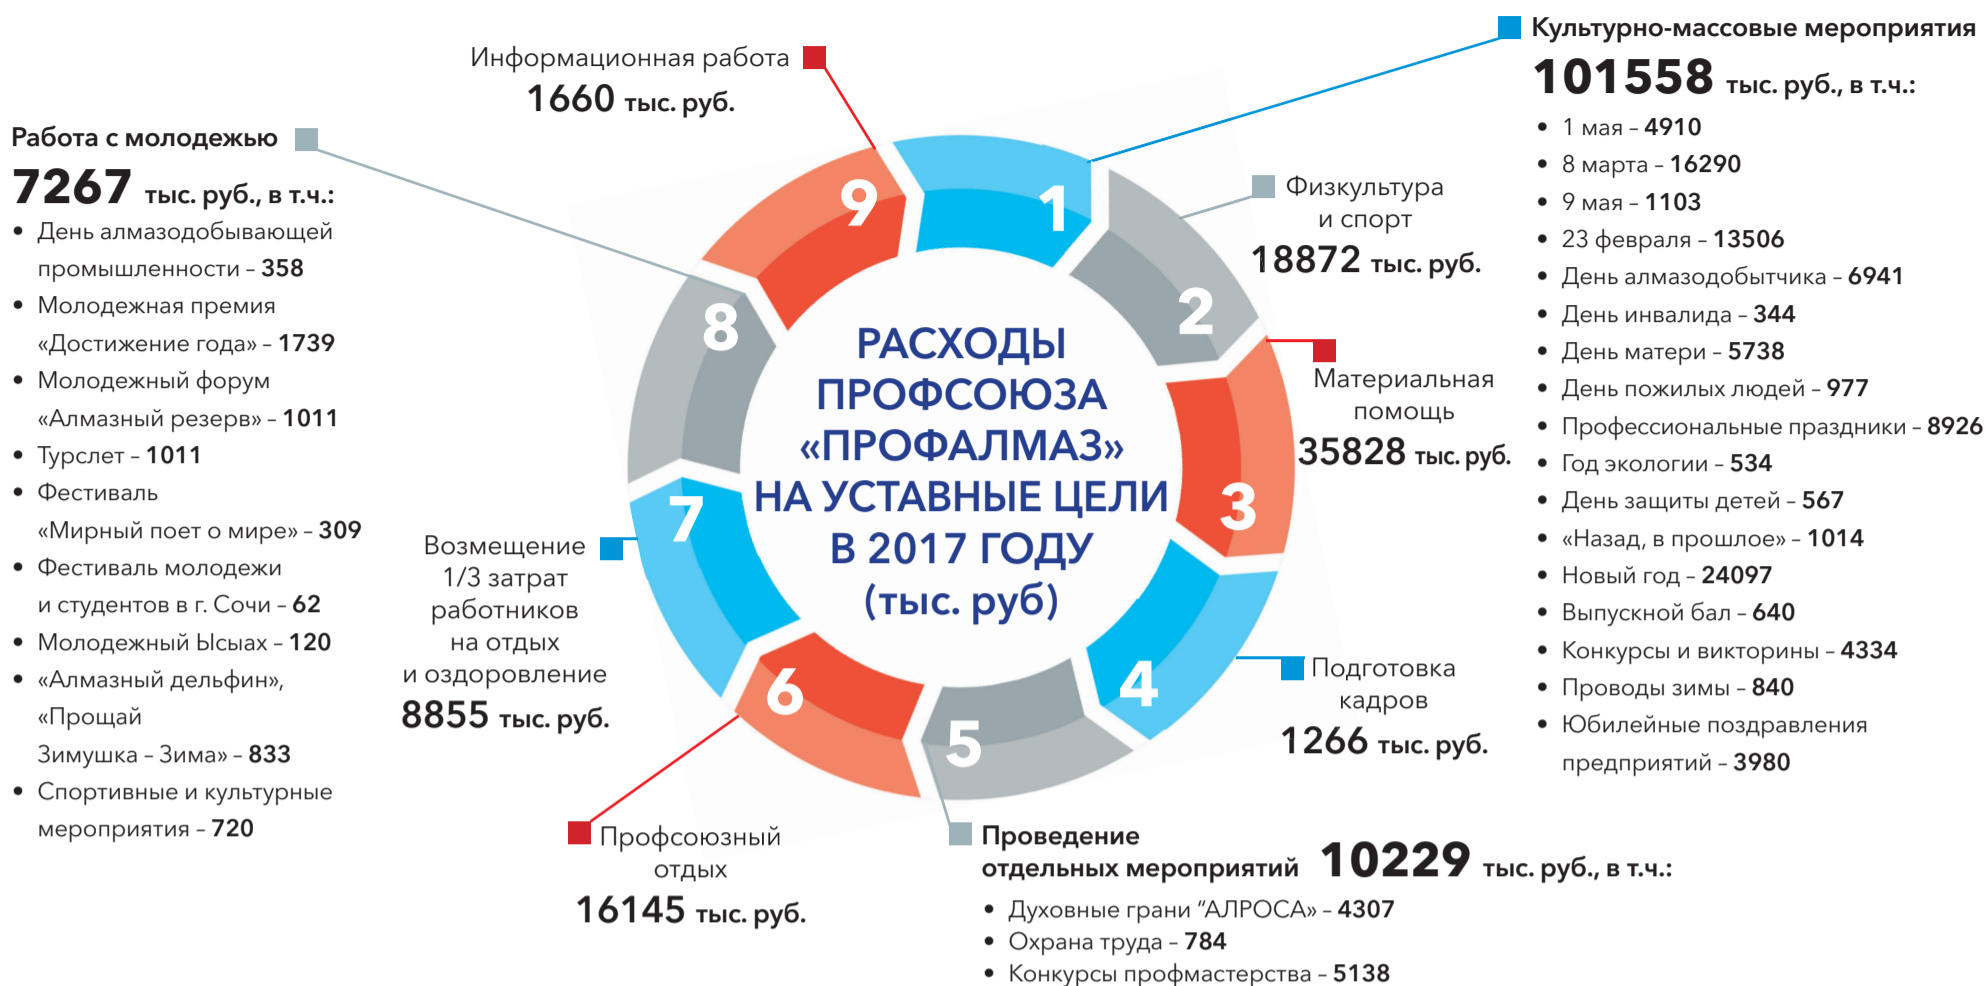 Информационная работа
1660 тыс. руб.
Работа с молодежью
7267 тыс. руб., в т.ч.:
• День алмазодобывающей
промышленности – 358
• Молодежная премия
«Достижение года» – 1739
• Молодежный форум
«Алмазный резерв» – 1011
• Турслет – 1011
• Фестиваль
«Мирный поет о мире» – 309
• Фестиваль молодежи
и студентов в г. Сочи – 62
• Молодежный Ысыах – 120
• «Алмазный дельфин»,
«Прощай
Зимушка – Зима» – 833
• Спортивные и культурные
мероприятия – 720
Возмещение
1/3 затрат
работников
на отдых
и оздоровление
8855 тыс. руб.
Профсоюзный
отдых
16145 тыс. руб.
1
2
3
4
5
6
7
8
9
РАСХОДЫ
ПРОФСОЮЗА
«ПРОФАЛМАЗ»
НА УСТАВНЫЕ ЦЕЛИ
В 2017 ГОДУ
(тыс. руб)
Культурно-массовые мероприятия
101558 тыс. руб., в т.ч.:
• 1 мая – 4910
• 8 марта – 16290
• 9 мая – 1103
• 23 февраля – 13506
• День алмазодобытчика – 6941
• День инвалида – 344
• День матери – 5738
• День пожилых людей – 977
• Профессиональные праздники – 8926
• Год экологии – 534
• День защиты детей – 567
• «Назад, в прошлое» – 1014
• Новый год – 24097
• Выпускной бал – 640
• Конкурсы и викторины – 4334
• Проводы зимы – 840
• Юбилейные поздравления
предприятий – 3980
Физкультура
и спорт
18872 тыс. руб.
Материальная
помощь
35828 тыс. руб.
Подготовка
кадров
1266 тыс. руб.
Проведение
отдельных мероприятий 10229 тыс. руб., в т.ч.:
• Духовные грани “АЛРОСА» – 4307
• Охрана труда – 784
• Конкурсы профмастерства – 5138